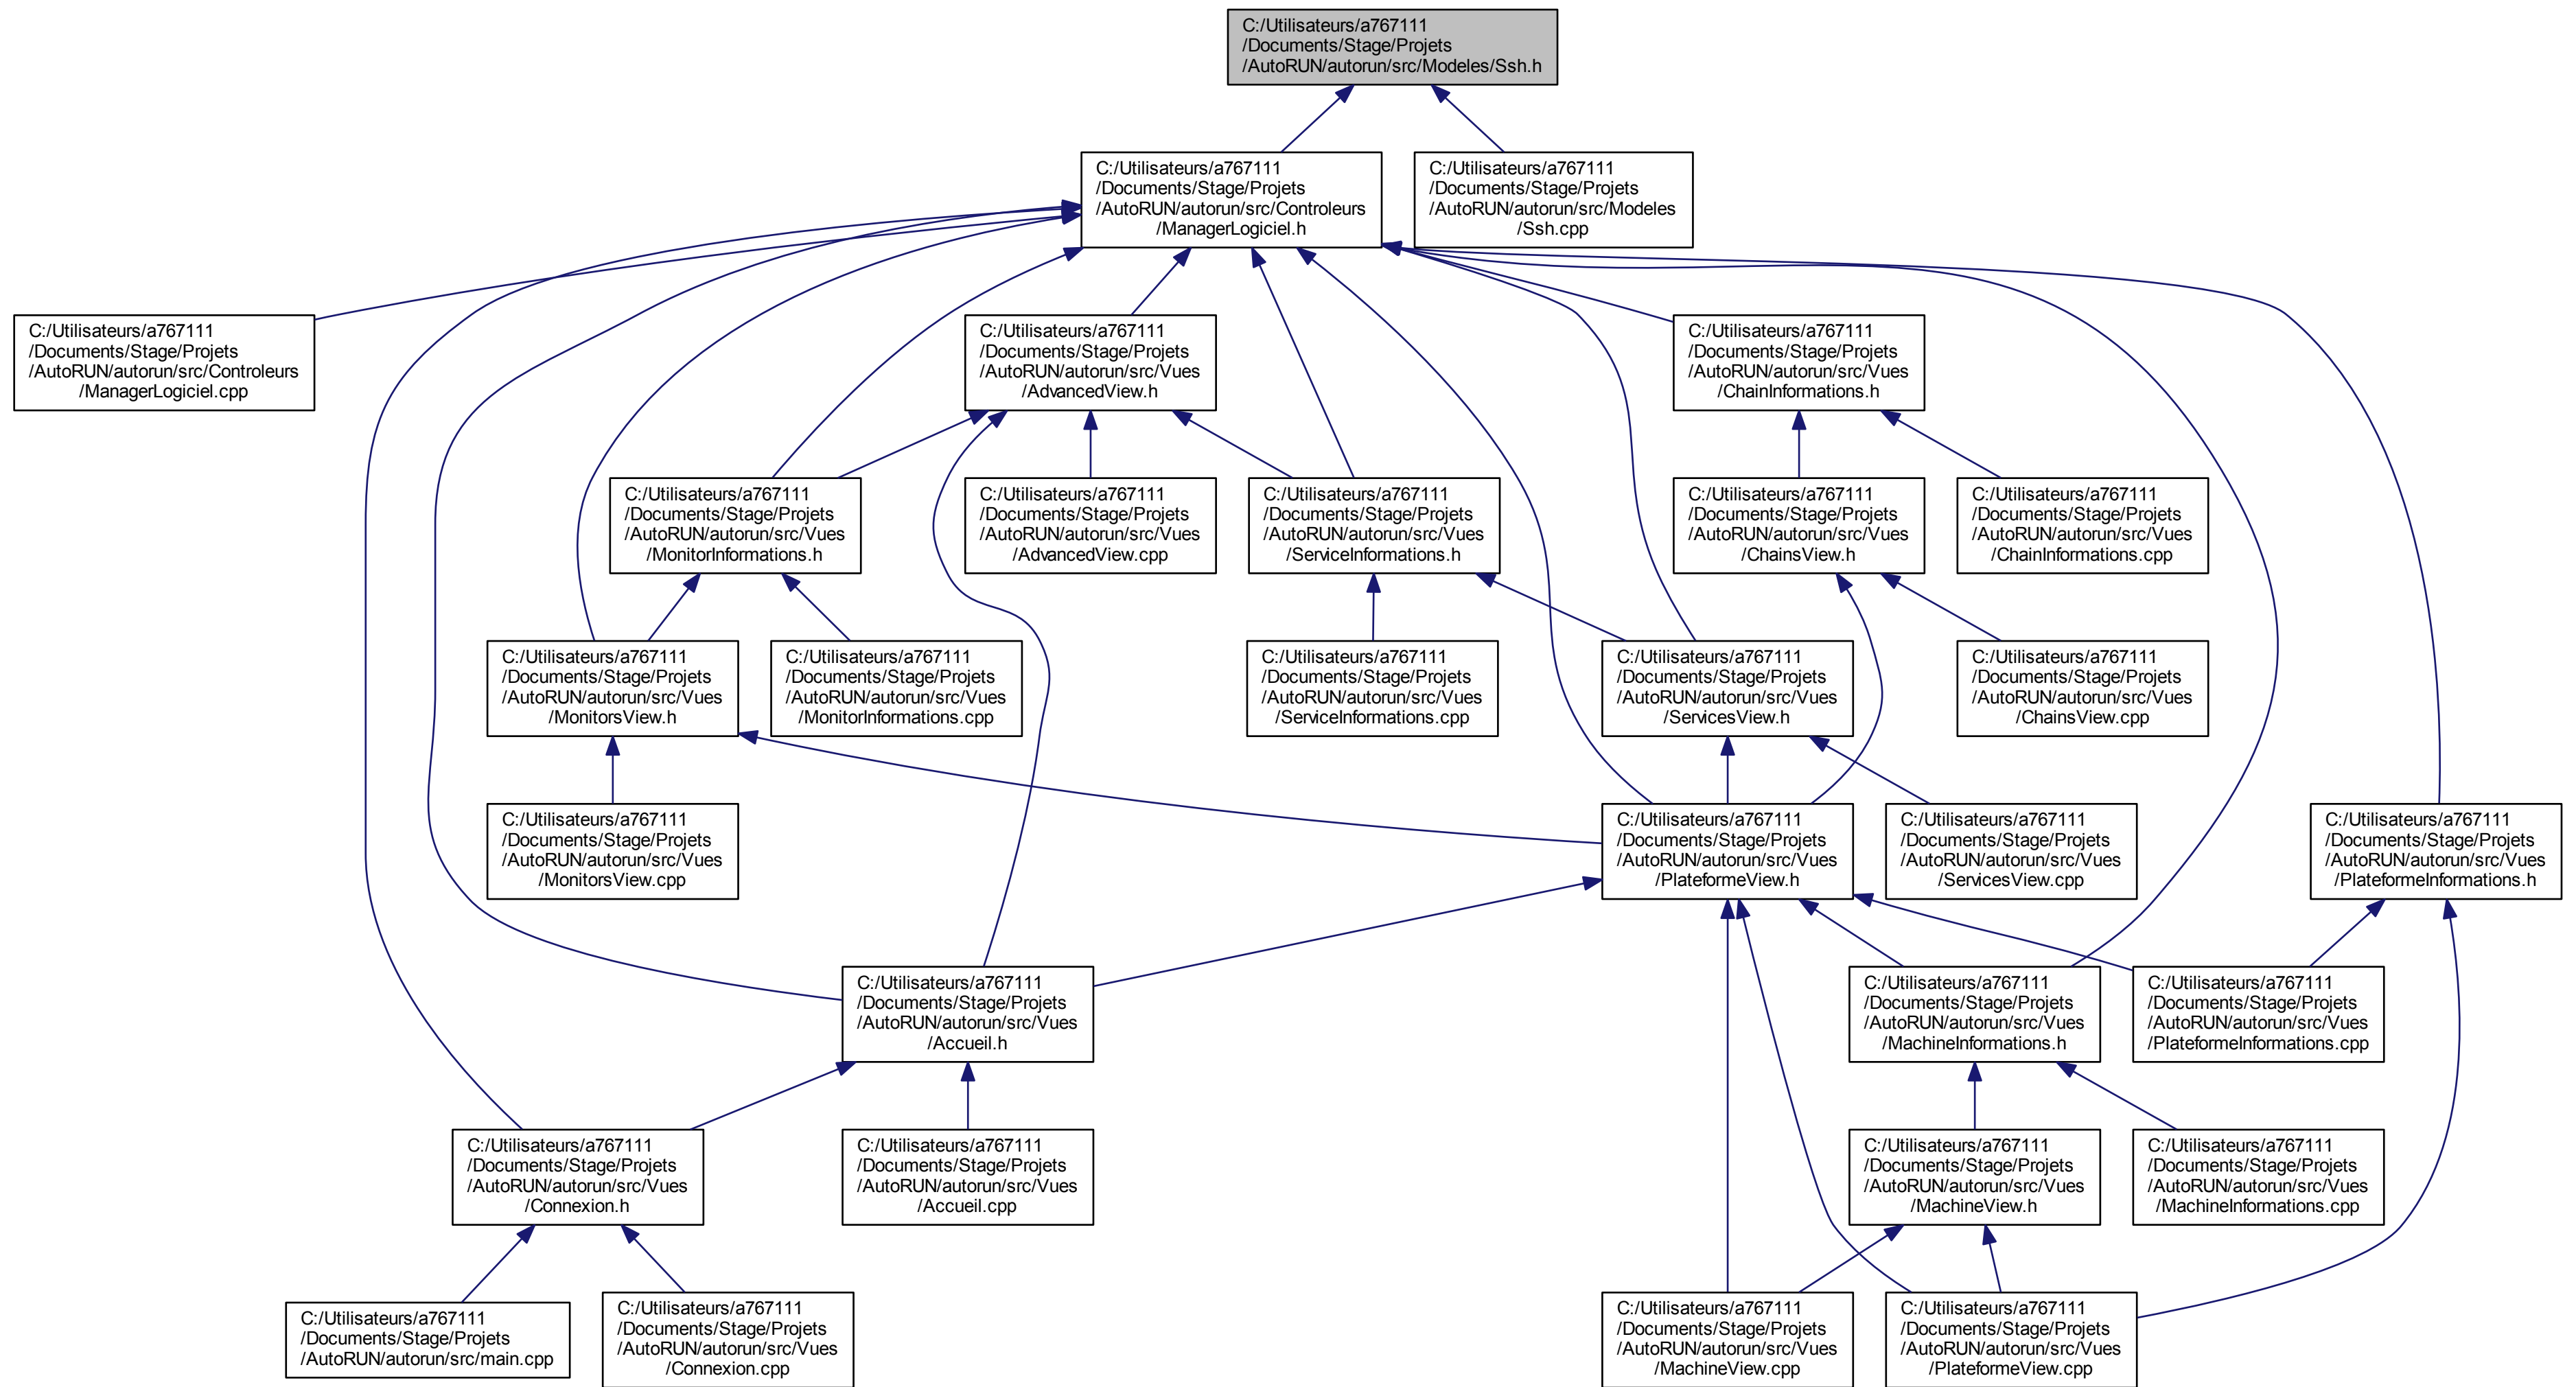 C:/Utilisateurs/a767111
/Documents/Stage/Projets
/AutoRUN/autorun/src/Modeles/Ssh.h
C:/Utilisateurs/a767111
/Documents/Stage/Projets
/AutoRUN/autorun/src/Controleurs
/ManagerLogiciel.h
C:/Utilisateurs/a767111
/Documents/Stage/Projets
/AutoRUN/autorun/src/Modeles
/Ssh.cpp
C:/Utilisateurs/a767111
/Documents/Stage/Projets
/AutoRUN/autorun/src/Controleurs
/ManagerLogiciel.cpp
C:/Utilisateurs/a767111
/Documents/Stage/Projets
/AutoRUN/autorun/src/Vues
/AdvancedView.h
C:/Utilisateurs/a767111
/Documents/Stage/Projets
/AutoRUN/autorun/src/Vues
/ChainInformations.h
C:/Utilisateurs/a767111
/Documents/Stage/Projets
/AutoRUN/autorun/src/Vues
/MonitorInformations.h
C:/Utilisateurs/a767111
/Documents/Stage/Projets
/AutoRUN/autorun/src/Vues
/AdvancedView.cpp
C:/Utilisateurs/a767111
/Documents/Stage/Projets
/AutoRUN/autorun/src/Vues
/ServiceInformations.h
C:/Utilisateurs/a767111
/Documents/Stage/Projets
/AutoRUN/autorun/src/Vues
/ChainsView.h
C:/Utilisateurs/a767111
/Documents/Stage/Projets
/AutoRUN/autorun/src/Vues
/ChainInformations.cpp
C:/Utilisateurs/a767111
/Documents/Stage/Projets
/AutoRUN/autorun/src/Vues
/MonitorsView.h
C:/Utilisateurs/a767111
/Documents/Stage/Projets
/AutoRUN/autorun/src/Vues
/MonitorInformations.cpp
C:/Utilisateurs/a767111
/Documents/Stage/Projets
/AutoRUN/autorun/src/Vues
/ServiceInformations.cpp
C:/Utilisateurs/a767111
/Documents/Stage/Projets
/AutoRUN/autorun/src/Vues
/ServicesView.h
C:/Utilisateurs/a767111
/Documents/Stage/Projets
/AutoRUN/autorun/src/Vues
/ChainsView.cpp
C:/Utilisateurs/a767111
/Documents/Stage/Projets
/AutoRUN/autorun/src/Vues
/MonitorsView.cpp
C:/Utilisateurs/a767111
/Documents/Stage/Projets
/AutoRUN/autorun/src/Vues
/PlateformeView.h
C:/Utilisateurs/a767111
/Documents/Stage/Projets
/AutoRUN/autorun/src/Vues
/ServicesView.cpp
C:/Utilisateurs/a767111
/Documents/Stage/Projets
/AutoRUN/autorun/src/Vues
/PlateformeInformations.h
C:/Utilisateurs/a767111
/Documents/Stage/Projets
/AutoRUN/autorun/src/Vues
/Accueil.h
C:/Utilisateurs/a767111
/Documents/Stage/Projets
/AutoRUN/autorun/src/Vues
/MachineInformations.h
C:/Utilisateurs/a767111
/Documents/Stage/Projets
/AutoRUN/autorun/src/Vues
/PlateformeInformations.cpp
C:/Utilisateurs/a767111
/Documents/Stage/Projets
/AutoRUN/autorun/src/Vues
/Connexion.h
C:/Utilisateurs/a767111
/Documents/Stage/Projets
/AutoRUN/autorun/src/Vues
/Accueil.cpp
C:/Utilisateurs/a767111
/Documents/Stage/Projets
/AutoRUN/autorun/src/Vues
/MachineView.h
C:/Utilisateurs/a767111
/Documents/Stage/Projets
/AutoRUN/autorun/src/Vues
/MachineInformations.cpp
C:/Utilisateurs/a767111
/Documents/Stage/Projets
/AutoRUN/autorun/src/main.cpp
C:/Utilisateurs/a767111
/Documents/Stage/Projets
/AutoRUN/autorun/src/Vues
/Connexion.cpp
C:/Utilisateurs/a767111
/Documents/Stage/Projets
/AutoRUN/autorun/src/Vues
/MachineView.cpp
C:/Utilisateurs/a767111
/Documents/Stage/Projets
/AutoRUN/autorun/src/Vues
/PlateformeView.cpp